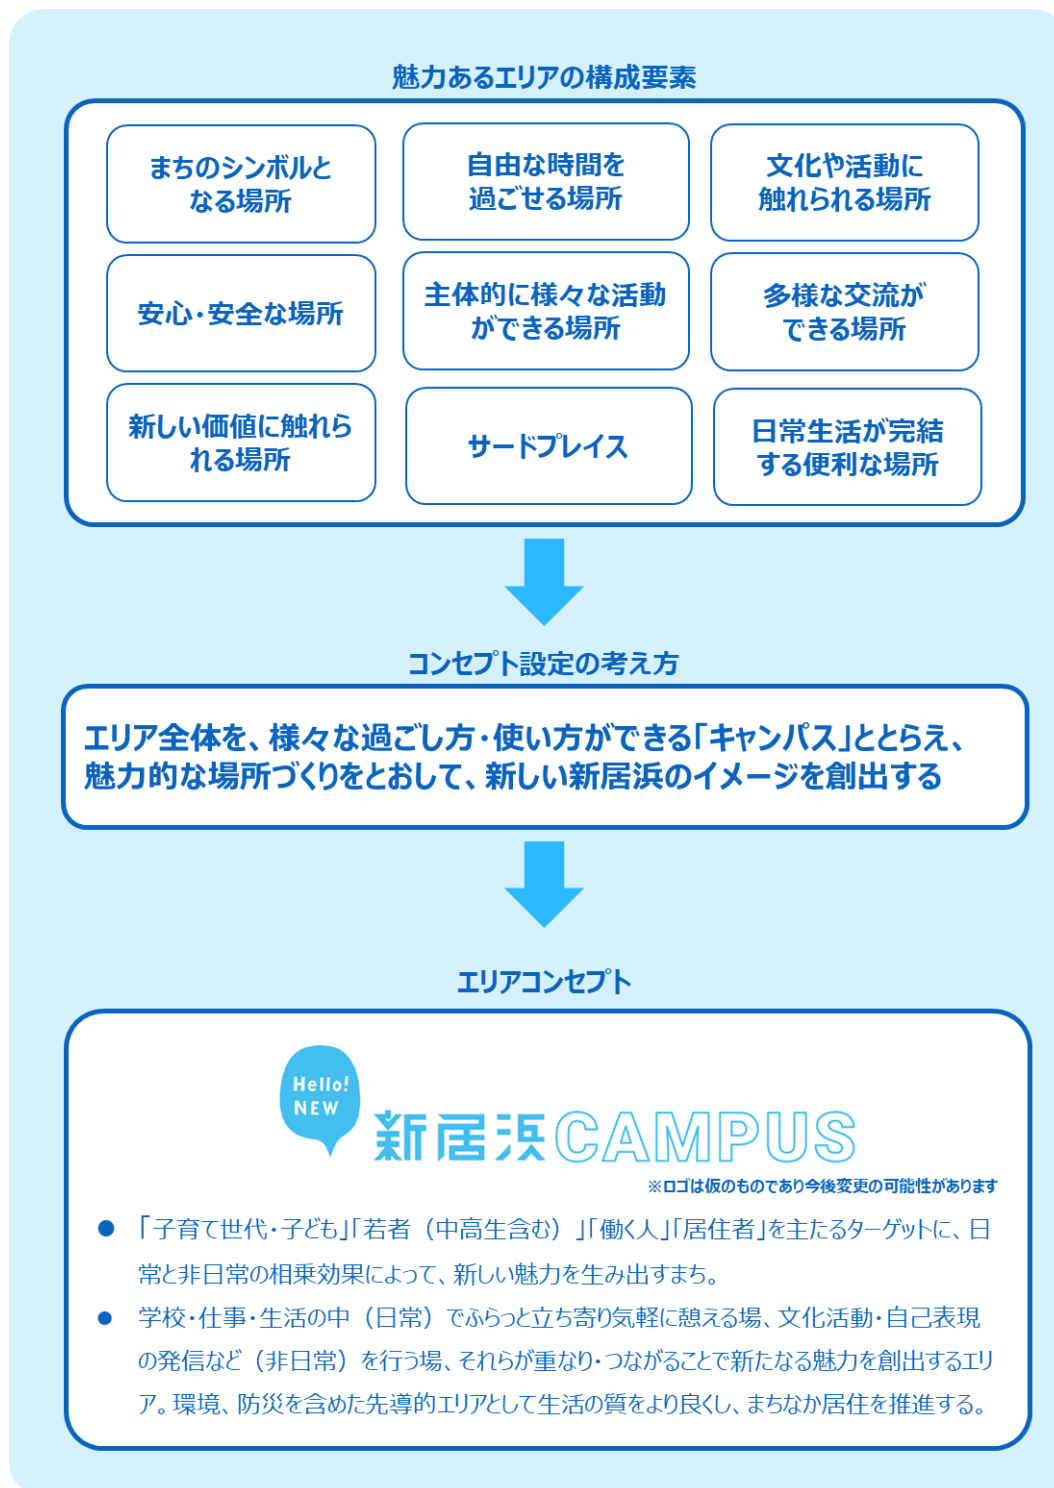 魅力あるエリアの構成要素
まちのシンボルと
なる場所
自由な時間を
過ごせる場所
文化や活動に
触れられる場所
安心・安全な場所
主体的に様々な活動
ができる場所
多様な交流が
できる場所
新しい価値に触れら
れる場所
サードプレイス
日常生活が完結
する便利な場所
コンセプト設定の考え方
エリア全体を、様々な過ごし方・使い方ができる「キャンパス」ととらえ、
魅力的な場所づくりをとおして、新しい新居浜のイメージを創出する
エリアコンセプト
Hello!
NEW
新居浜CAMPUS
※ロゴは仮のものであり今後変更の可能性があります
● 「子育て世代・子ども」「若者（中高生含む）」「働く人」「居住者」を主たるターゲットに、日
常と非日常の相乗効果によって、新しい魅力を生み出すまち。
● 学校・仕事・生活の中（日常）でふらっと立ち寄り気軽に憩える場、文化活動・自己表現
の発信など（非日常）を行う場、それらが重なり・つながることで新たなる魅力を創出するエリ
ア。環境、防災を含めた先導的エリアとして生活の質をより良くし、まちなか居住を推進する。